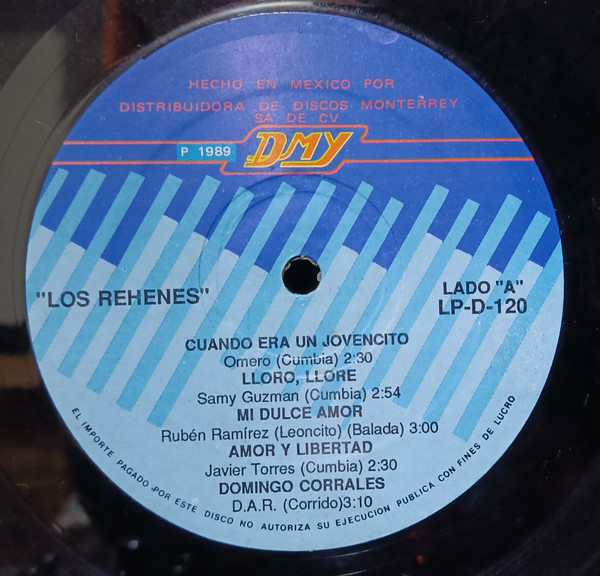 HECHO EN MEXICO POR
DISTRIBUIDORA DE DISCOS MONTERREY
SA DE CV
P 1989
DMY
"LOS REHENES"
LADO "A"
LP-D-120
CUANDO ERA UN JOVENCITO
Omero (Cumbia) 2:30
LLORO, LLORE
Samy Guzman (Cumbia) 2:54
MI DULCE AMOR
Rubén Ramírez (Leoncito) (Balada) 3:00
AMOR Y LIBERTAD
Javier Torres (Cumbia) 2:30
DOMINGO CORRALES
D.A.R. (Corrido)3:10
EL IMPORTE PAGADO POR ESTE DISCO NO AUTORIZA SU EJECUCION PUBLICA CON FINES DE LUCRO